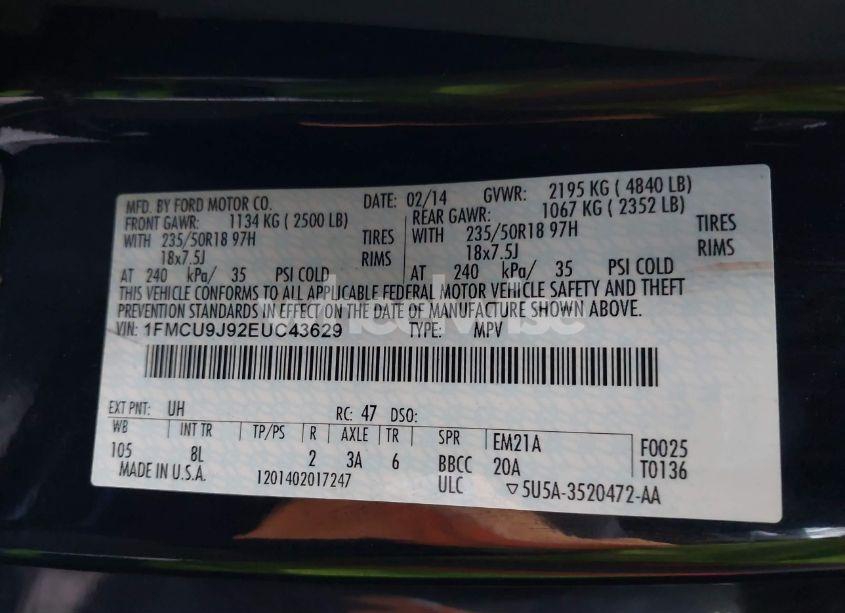 MFD. BY FORD MOTOR CO. DATE: 02/14 GVWR: 2195 KG ( 4840 LB)
FRONT GAWR: 1134 KG ( 2500 LB) REAR GAWR: 1067 KG ( 2352 LB)
WITH 235/50R18 97H TIRES WITH 235/50R18 97H TIRES
18x7.5J RIMS 18x7.5J RIMS
AT 240 kPa/ 35 PSI COLD AT 240 kPa/ 35 PSI COLD
THIS VEHICLE CONFORMS TO ALL APPLICABLE FEDERAL MOTOR VEHICLE SAFETY AND THEFT
PREVENTION STANDARDS IN EFFECT ON THE DATE OF MANUFACTURE SHOWN ABOVE.
VIN: 1FMCU9J92EUC43629 TYPE: MPV
EXT PNT: UH RC: 47 DSO:
WB INT TR TP/PS R AXLE TR SPR EM21A F0025
105 8L 2 3A 6 BBCC 20A T0136
MADE IN U.S.A. 1201402017247 ULC ▽5U5A-3520472-AA